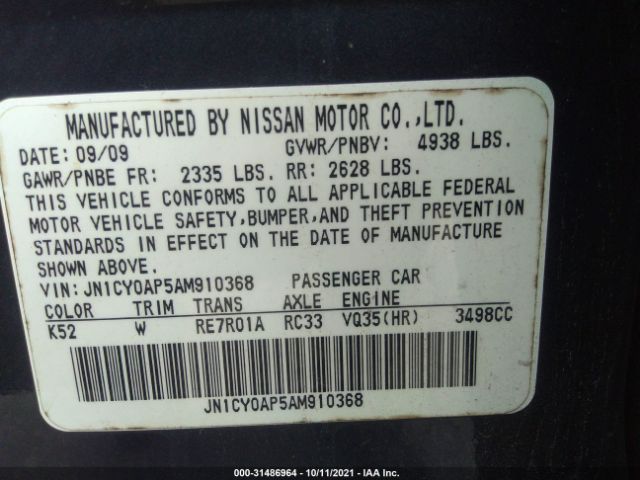 MANUFACTURED BY NISSAN MOTOR CO.,LTD.
DATE: 09/09 GVWR/PNBV: 4938 LBS.
GAWR/PNBE FR: 2335 LBS. RR: 2628 LBS.
THIS VEHICLE CONFORMS TO ALL APPLICABLE FEDERAL
MOTOR VEHICLE SAFETY,BUMPER,AND THEFT PREVENTION
STANDARDS IN EFFECT ON THE DATE OF MANUFACTURE
SHOWN ABOVE.
VIN: JN1CY0AP5AM910368 PASSENGER CAR
COLOR TRIM TRANS AXLE ENGINE
K52 W RE7R01A RC33 VQ35(HR) 3498CC
JN1CY0AP5AM910368
000-31486964 - 10/11/2021 - IAA Inc.